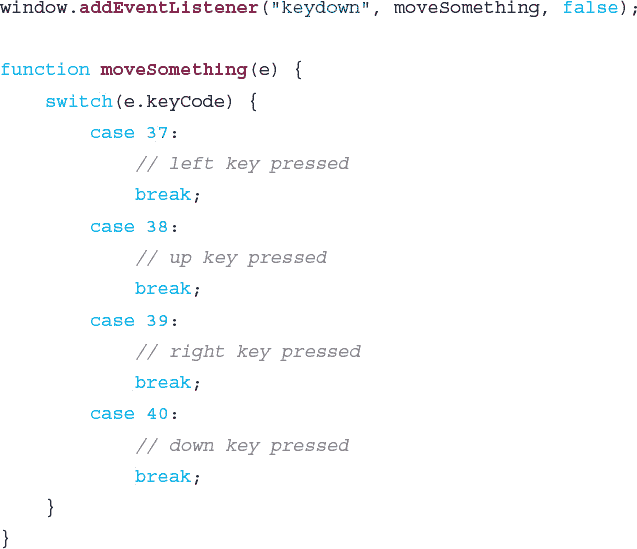 window.addEventListener("keydown", moveSomething, false);
function moveSomething(e) {
    switch(e.keyCode) {
        case 37:
            // left key pressed
            break;
        case 38:
            // up key pressed
            break;
        case 39:
            // right key pressed
            break;
        case 40:
            // down key pressed
            break;
    }
}